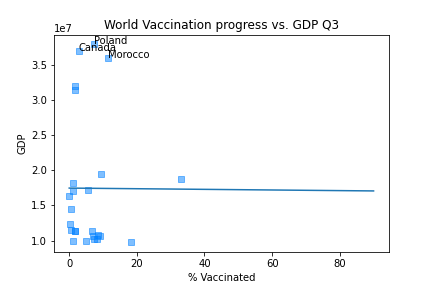 World Vaccination progress vs. GDP Q3
1e7
Poland
Canada
Morocco
3.5
3.0
2.5
2.0
1.5
1.0
GDP
0
20
40
60
80
% Vaccinated